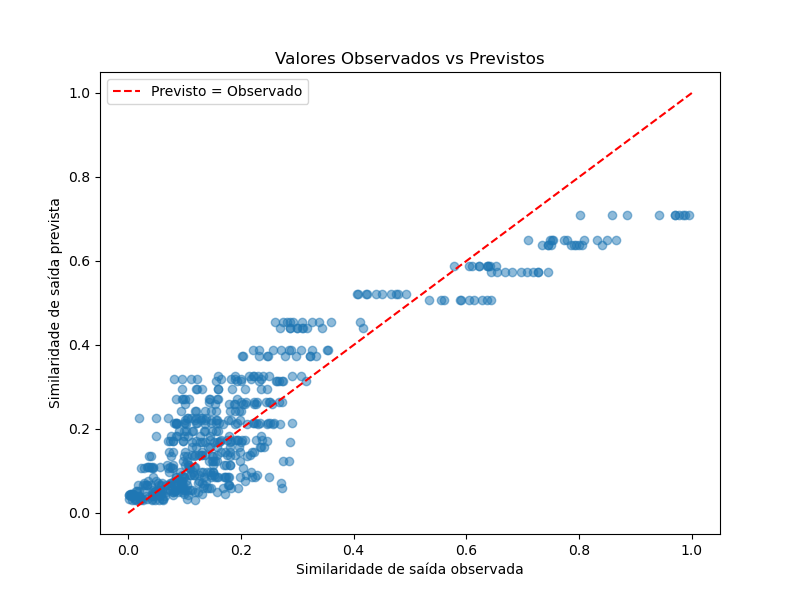 Valores Observados vs Previstos
Previsto = Observado
Similaridade de saída prevista
1.0
0.8
0.6
0.4
0.2
0.0
0.0 0.2 0.4 0.6 0.8 1.0
Similaridade de saída observada